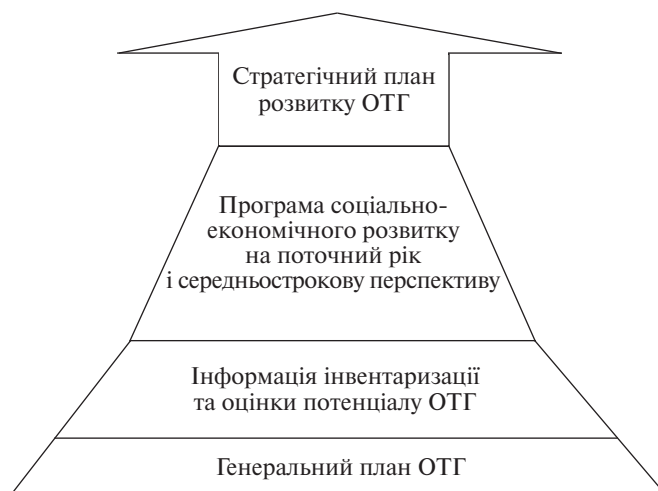 Стратегічний план
розвитку ОТГ
Програма соціально-
економічного розвитку
на поточний рік
і середньострокову перспективу
Інформація інвентаризації
та оцінки потенціалу ОТГ
Генеральний план ОТГ